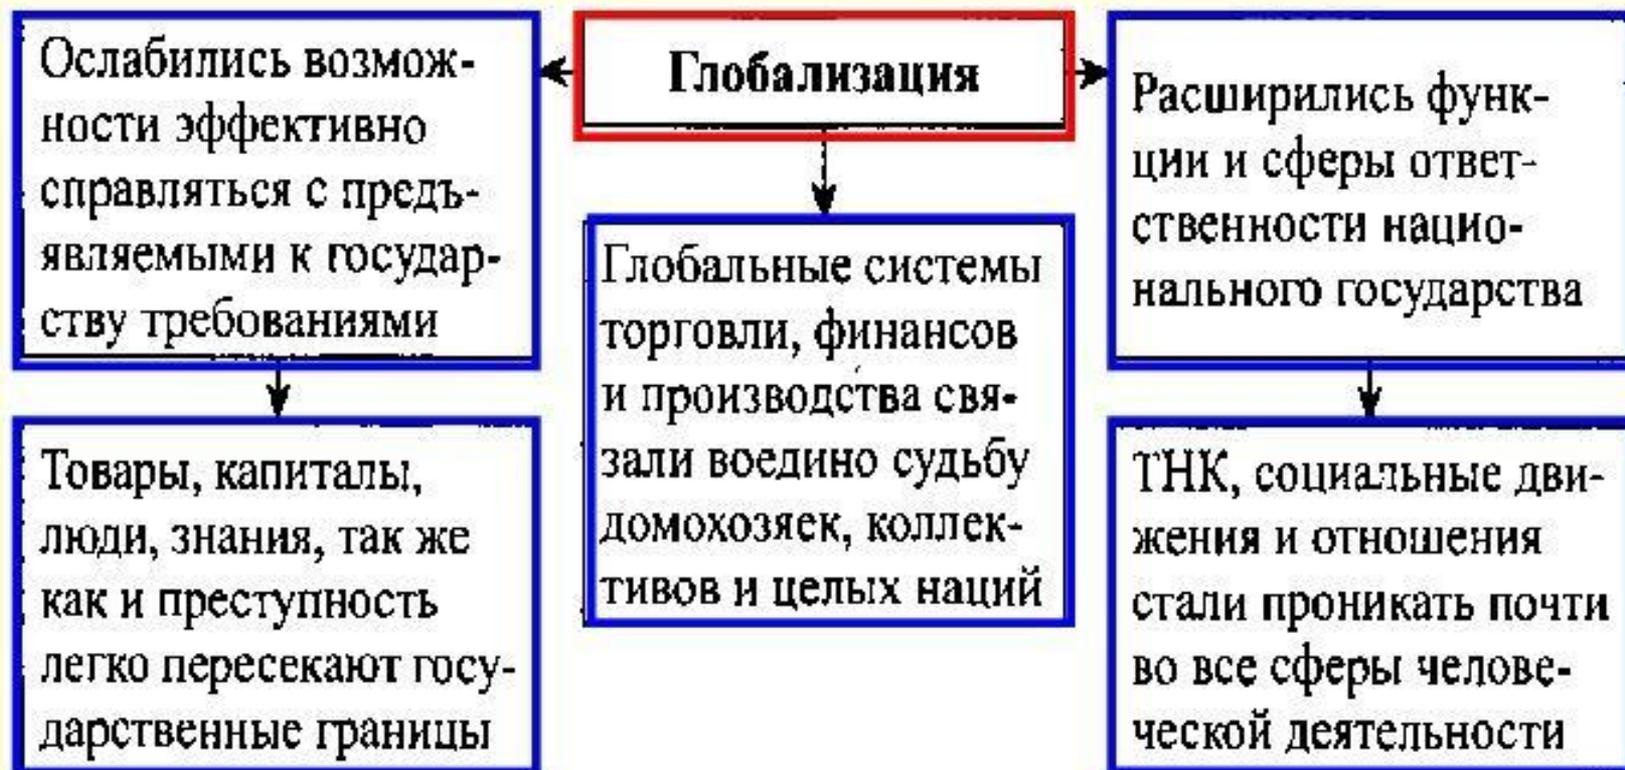 Глобализация
Ослабились возмож-
ности эффективно
справляться с предъ-
являемыми к государ-
ству требованиями
Товары, капиталы,
люди, знания, так же
как и преступность
легко пересекают госу-
дарственные границы
Глобальные системы
торговли, финансов
и производства свя-
зали воедино судьбу
домохозяек, коллек-
тивов и целых наций
Расширились функ-
ции и сферы ответ-
ственности нацио-
нального государства
ТНК, социальные дви-
жения и отношения
стали проникать почти
во все сферы челове-
ческой деятельности